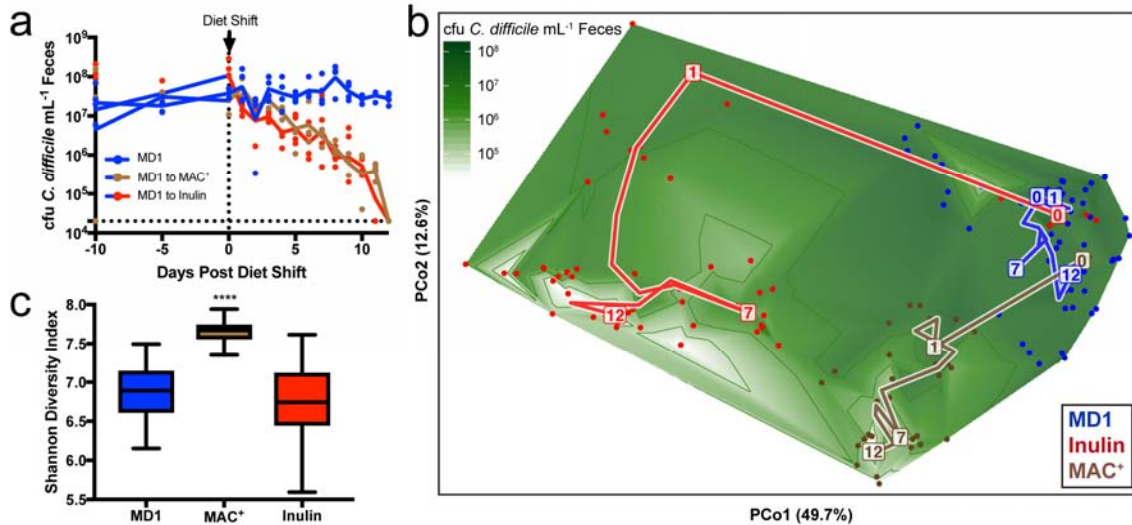 a
Diet Shift
10⁹
10⁸
10⁷
10⁶
10⁵
10⁴
cfu C. difficile mL⁻¹ Feces
MD1
MD1 to MAC⁺
MD1 to Inulin
-10
-5
0
5
10
Days Post Diet Shift
b
cfu C. difficile mL⁻¹ Feces
10⁸
10⁷
10⁶
10⁵
1
0
1
0
0
7
12
1
12
7
7
12
PCo2 (12.6%)
PCo1 (49.7%)
MD1
Inulin
MAC⁺
c
****
8.0
7.5
7.0
6.5
6.0
5.5
Shannon Diversity Index
MD1
MAC⁺
Inulin